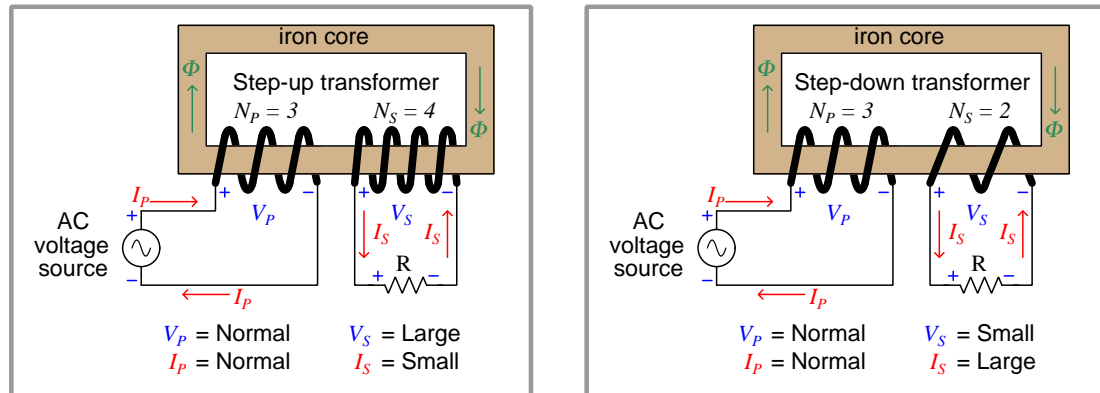 iron core
Φ
Step-up transformer
Φ
N_P = 3
N_S = 4
I_P
+
−
+
−
V_P
V_S
AC
voltage
source
+
−
I_S
I_S
R
+
−
I_P
V_P = Normal
V_S = Large
I_P = Normal
I_S = Small
iron core
Φ
Step-down transformer
Φ
N_P = 3
N_S = 2
I_P
+
−
+
−
V_P
V_S
AC
voltage
source
+
−
I_S
I_S
R
+
−
I_P
V_P = Normal
V_S = Small
I_P = Normal
I_S = Large